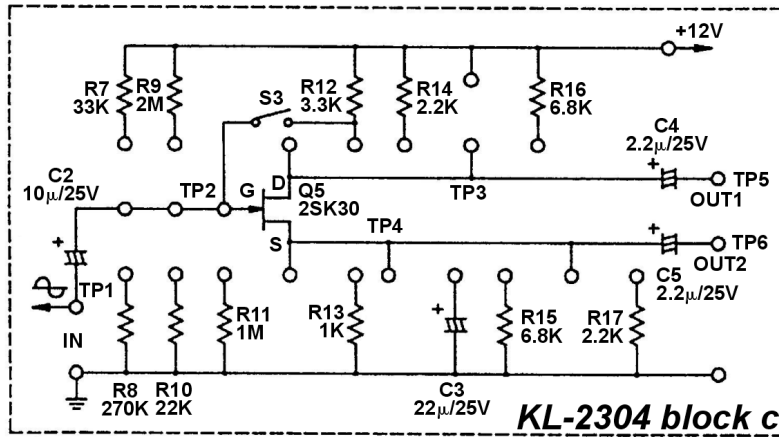 +12V
R7
33K
R9
2M
S3
R12
3.3K
R14
2.2K
R16
6.8K
C4
2.2μ/25V
C2
10μ/25V
TP2
G
D
Q5
2SK30
TP3
TP5
OUT1
TP4
S
TP6
OUT2
C5
2.2μ/25V
TP1
IN
R11
1M
R13
1K
R15
6.8K
R17
2.2K
R8
270K
R10
22K
C3
22μ/25V
KL-2304 block c